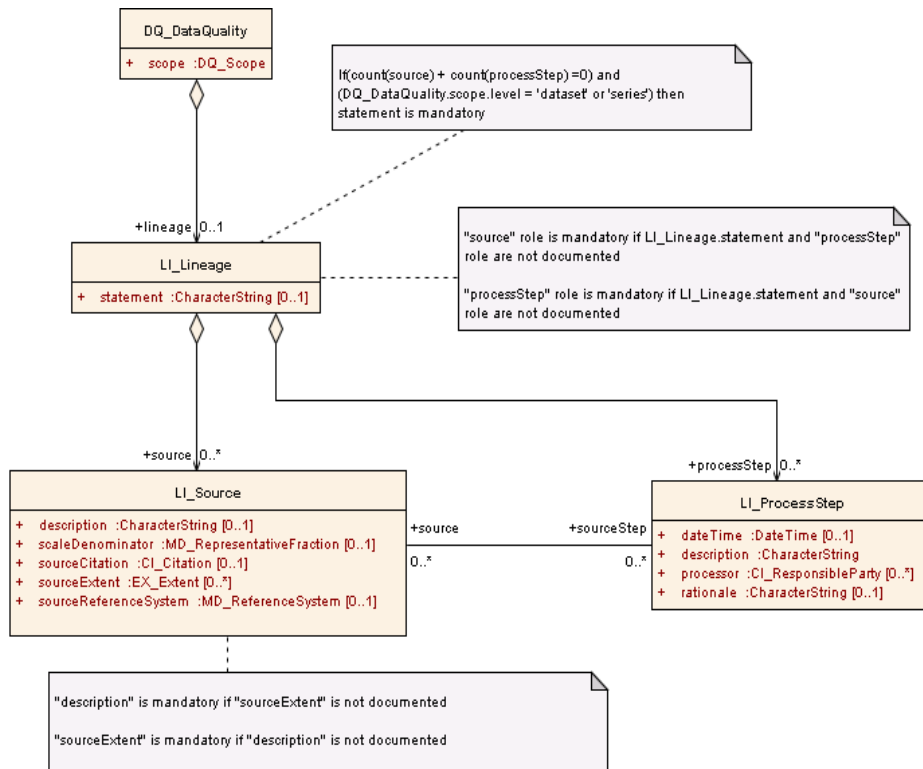 DQ_DataQuality
+ scope :DQ_Scope
If(count(source) + count(processStep) =0) and
(DQ_DataQuality.scope.level = 'dataset' or 'series') then
statement is mandatory
+lineage 0..1
LI_Lineage
+ statement :CharacterString [0..1]
"source" role is mandatory if LI_Lineage.statement and "processStep"
role are not documented
"processStep" role is mandatory if LI_Lineage.statement and "source"
role are not documented
+source 0..*
+processStep 0..*
LI_Source
+ description :CharacterString [0..1]
+ scaleDenominator :MD_RepresentativeFraction [0..1]
+ sourceCitation :CI_Citation [0..1]
+ sourceExtent :EX_Extent [0..*]
+ sourceReferenceSystem :MD_ReferenceSystem [0..1]
+source
0..*
+sourceStep
0..*
LI_ProcessStep
+ dateTime :DateTime [0..1]
+ description :CharacterString
+ processor :CI_ResponsibleParty [0..*]
+ rationale :CharacterString [0..1]
"description" is mandatory if "sourceExtent" is not documented
"sourceExtent" is mandatory if "description" is not documented